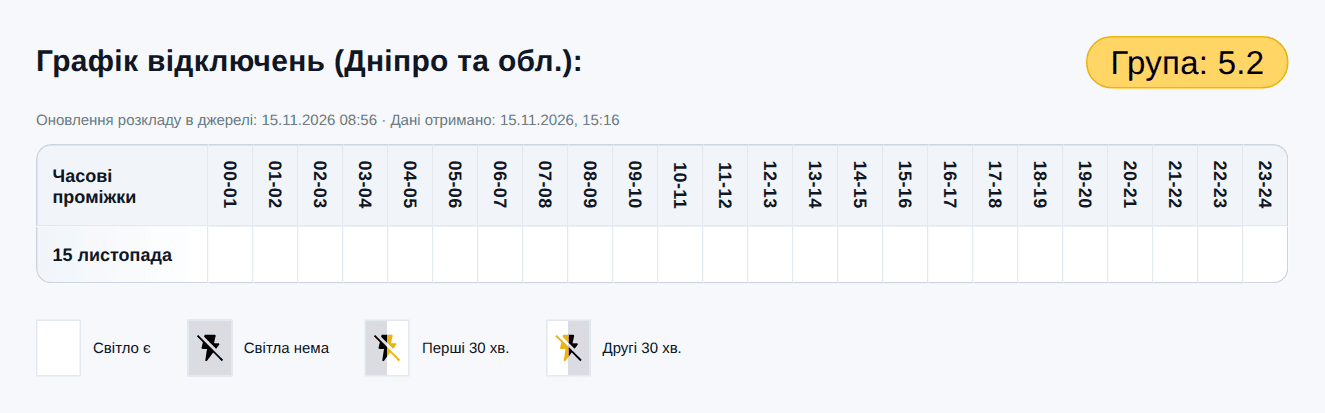 Графік відключень (Дніпро та обл.):
Група: 5.2
Оновлення розкладу в джерелі: 15.11.2026 08:56 · Дані отримано: 15.11.2026, 15:16
Часові
проміжки
00-01
01-02
02-03
03-04
04-05
05-06
06-07
07-08
08-09
09-10
10-11
11-12
12-13
13-14
14-15
15-16
16-17
17-18
18-19
19-20
20-21
21-22
22-23
23-24
15 листопада
Світло є
Світла нема
Перші 30 хв.
Другі 30 хв.